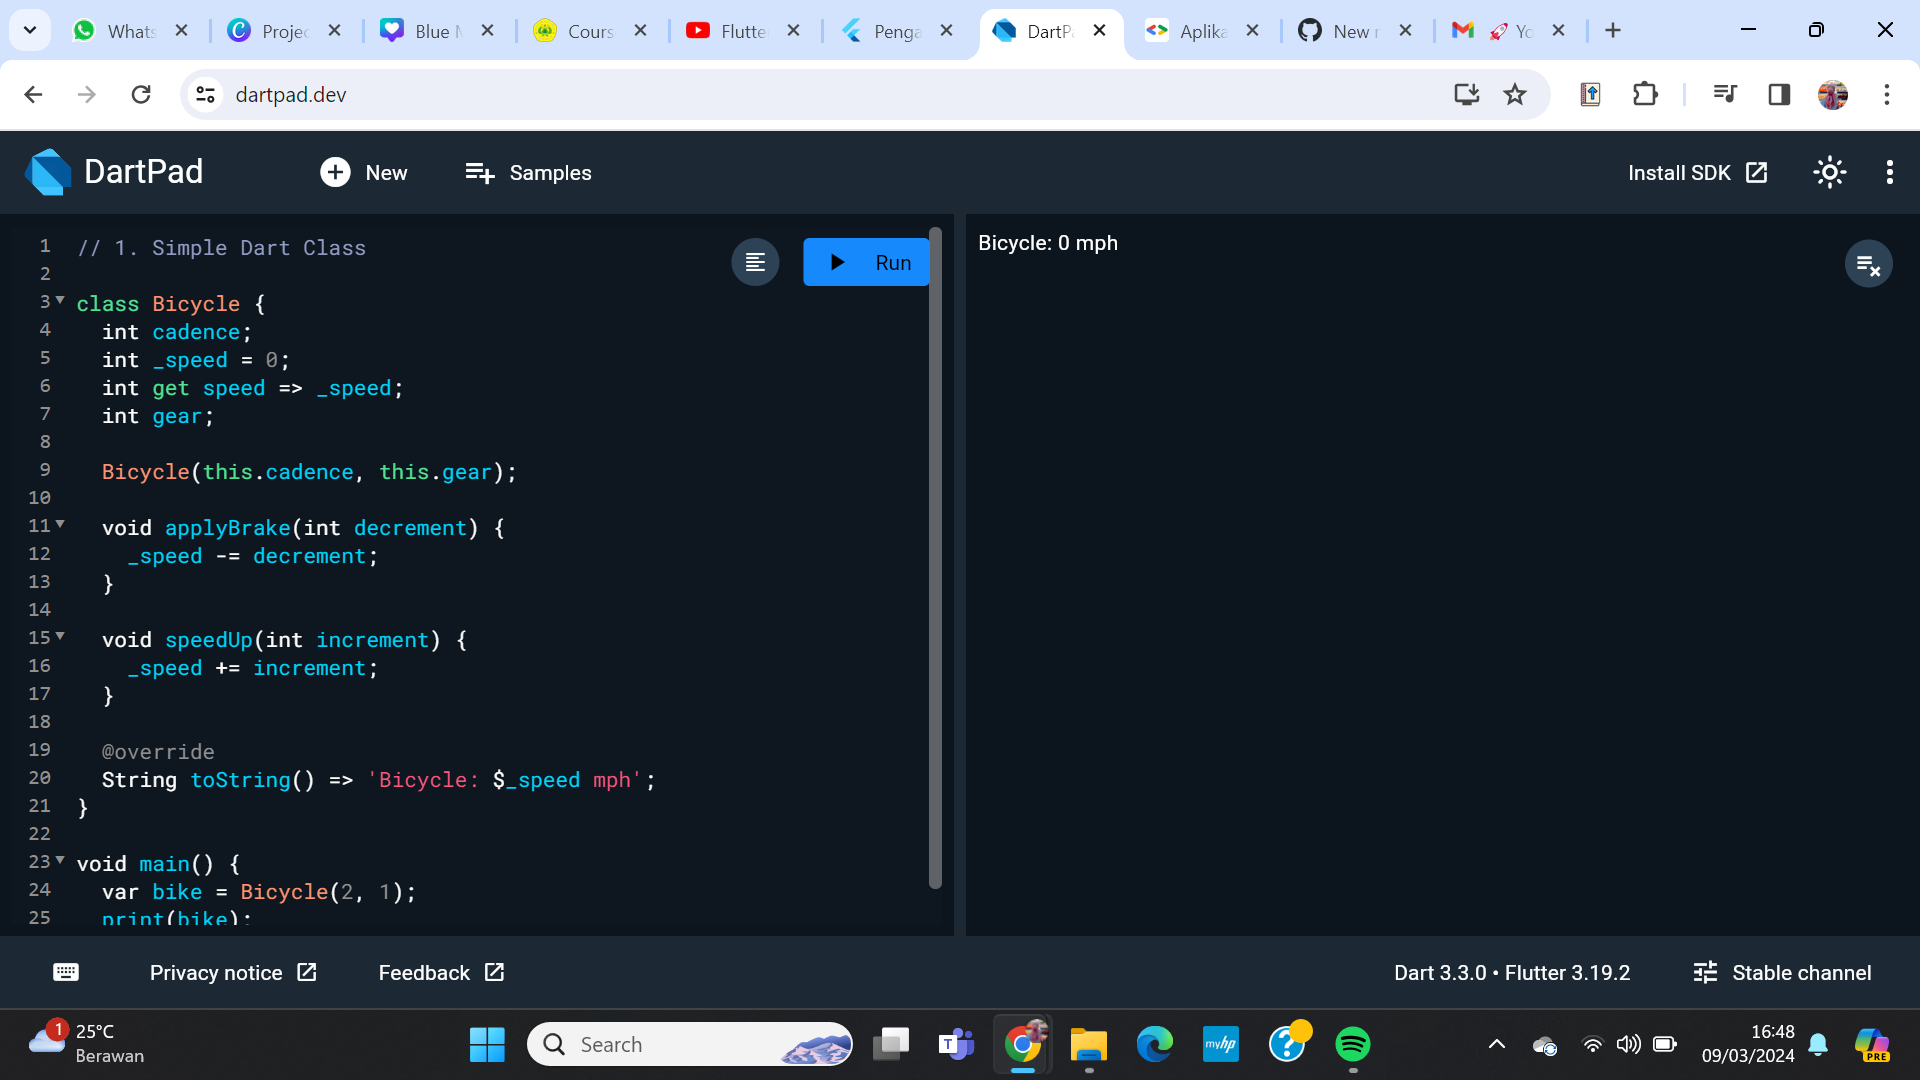 Whats
Projec
Blue M
Cours
Flutte
Penga
DartPa
Aplika
New r
🚀 Yo
dartpad.dev
DartPad
New
Samples
Install SDK
1 // 1. Simple Dart Class
2
3 class Bicycle {
4 int cadence;
5 int _speed = 0;
6 int get speed => _speed;
7 int gear;
8
9 Bicycle(this.cadence, this.gear);
10
11 void applyBrake(int decrement) {
12 _speed -= decrement;
13 }
14
15 void speedUp(int increment) {
16 _speed += increment;
17 }
18
19 @override
20 String toString() => 'Bicycle: $_speed mph';
21 }
22
23 void main() {
24 var bike = Bicycle(2, 1);
25 print(bike);
Run
Bicycle: 0 mph
Privacy notice
Feedback
Dart 3.3.0 • Flutter 3.19.2
Stable channel
1
25°C
Berawan
Search
T
myhp
?
16:48
09/03/2024
PRE